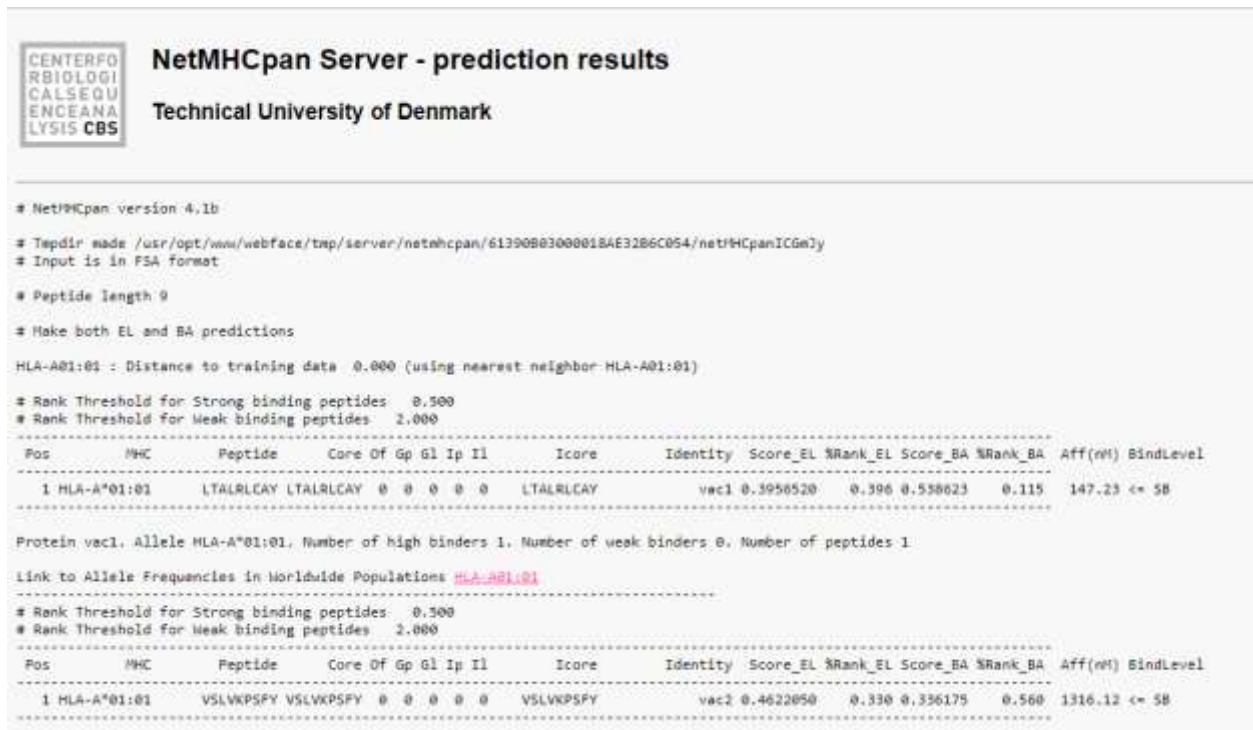 CENTERFO
RBIOLOGI
CALSEQU
ENCEANA
LYSIS CBS
NetMHCpan Server - prediction results
Technical University of Denmark
# NetMHCpan version 4.1b
# Tmpdir made /usr/opt/www/webface/tmp/server/netmhcpan/61390B03000018AE32B6C054/netMHCpanICGmJy
# Input is in FSA format
# Peptide length 9
# Make both EL and BA predictions
HLA-A01:01 : Distance to training data 0.000 (using nearest neighbor HLA-A01:01)
# Rank Threshold for Strong binding peptides 0.500
# Rank Threshold for Weak binding peptides 2.000
Pos MHC Peptide Core Of Gp Gl Ip Il Icore Identity Score_EL %Rank_EL Score_BA %Rank_BA Aff(nM) BindLevel
1 HLA-A*01:01 LTALRLCAY LTALRLCAY 0 0 0 0 0 LTALRLCAY vac1 0.3956520 0.396 0.538623 0.115 147.23 <= SB
Protein vac1. Allele HLA-A*01:01. Number of high binders 1. Number of weak binders 0. Number of peptides 1
Link to Allele Frequencies in Worldwide Populations HLA-A01:01
# Rank Threshold for Strong binding peptides 0.500
# Rank Threshold for Weak binding peptides 2.000
Pos MHC Peptide Core Of Gp Gl Ip Il Icore Identity Score_EL %Rank_EL Score_BA %Rank_BA Aff(nM) BindLevel
1 HLA-A*01:01 VSLVKPSFY VSLVKPSFY 0 0 0 0 0 VSLVKPSFY vac2 0.4622050 0.330 0.336175 0.560 1316.12 <= SB